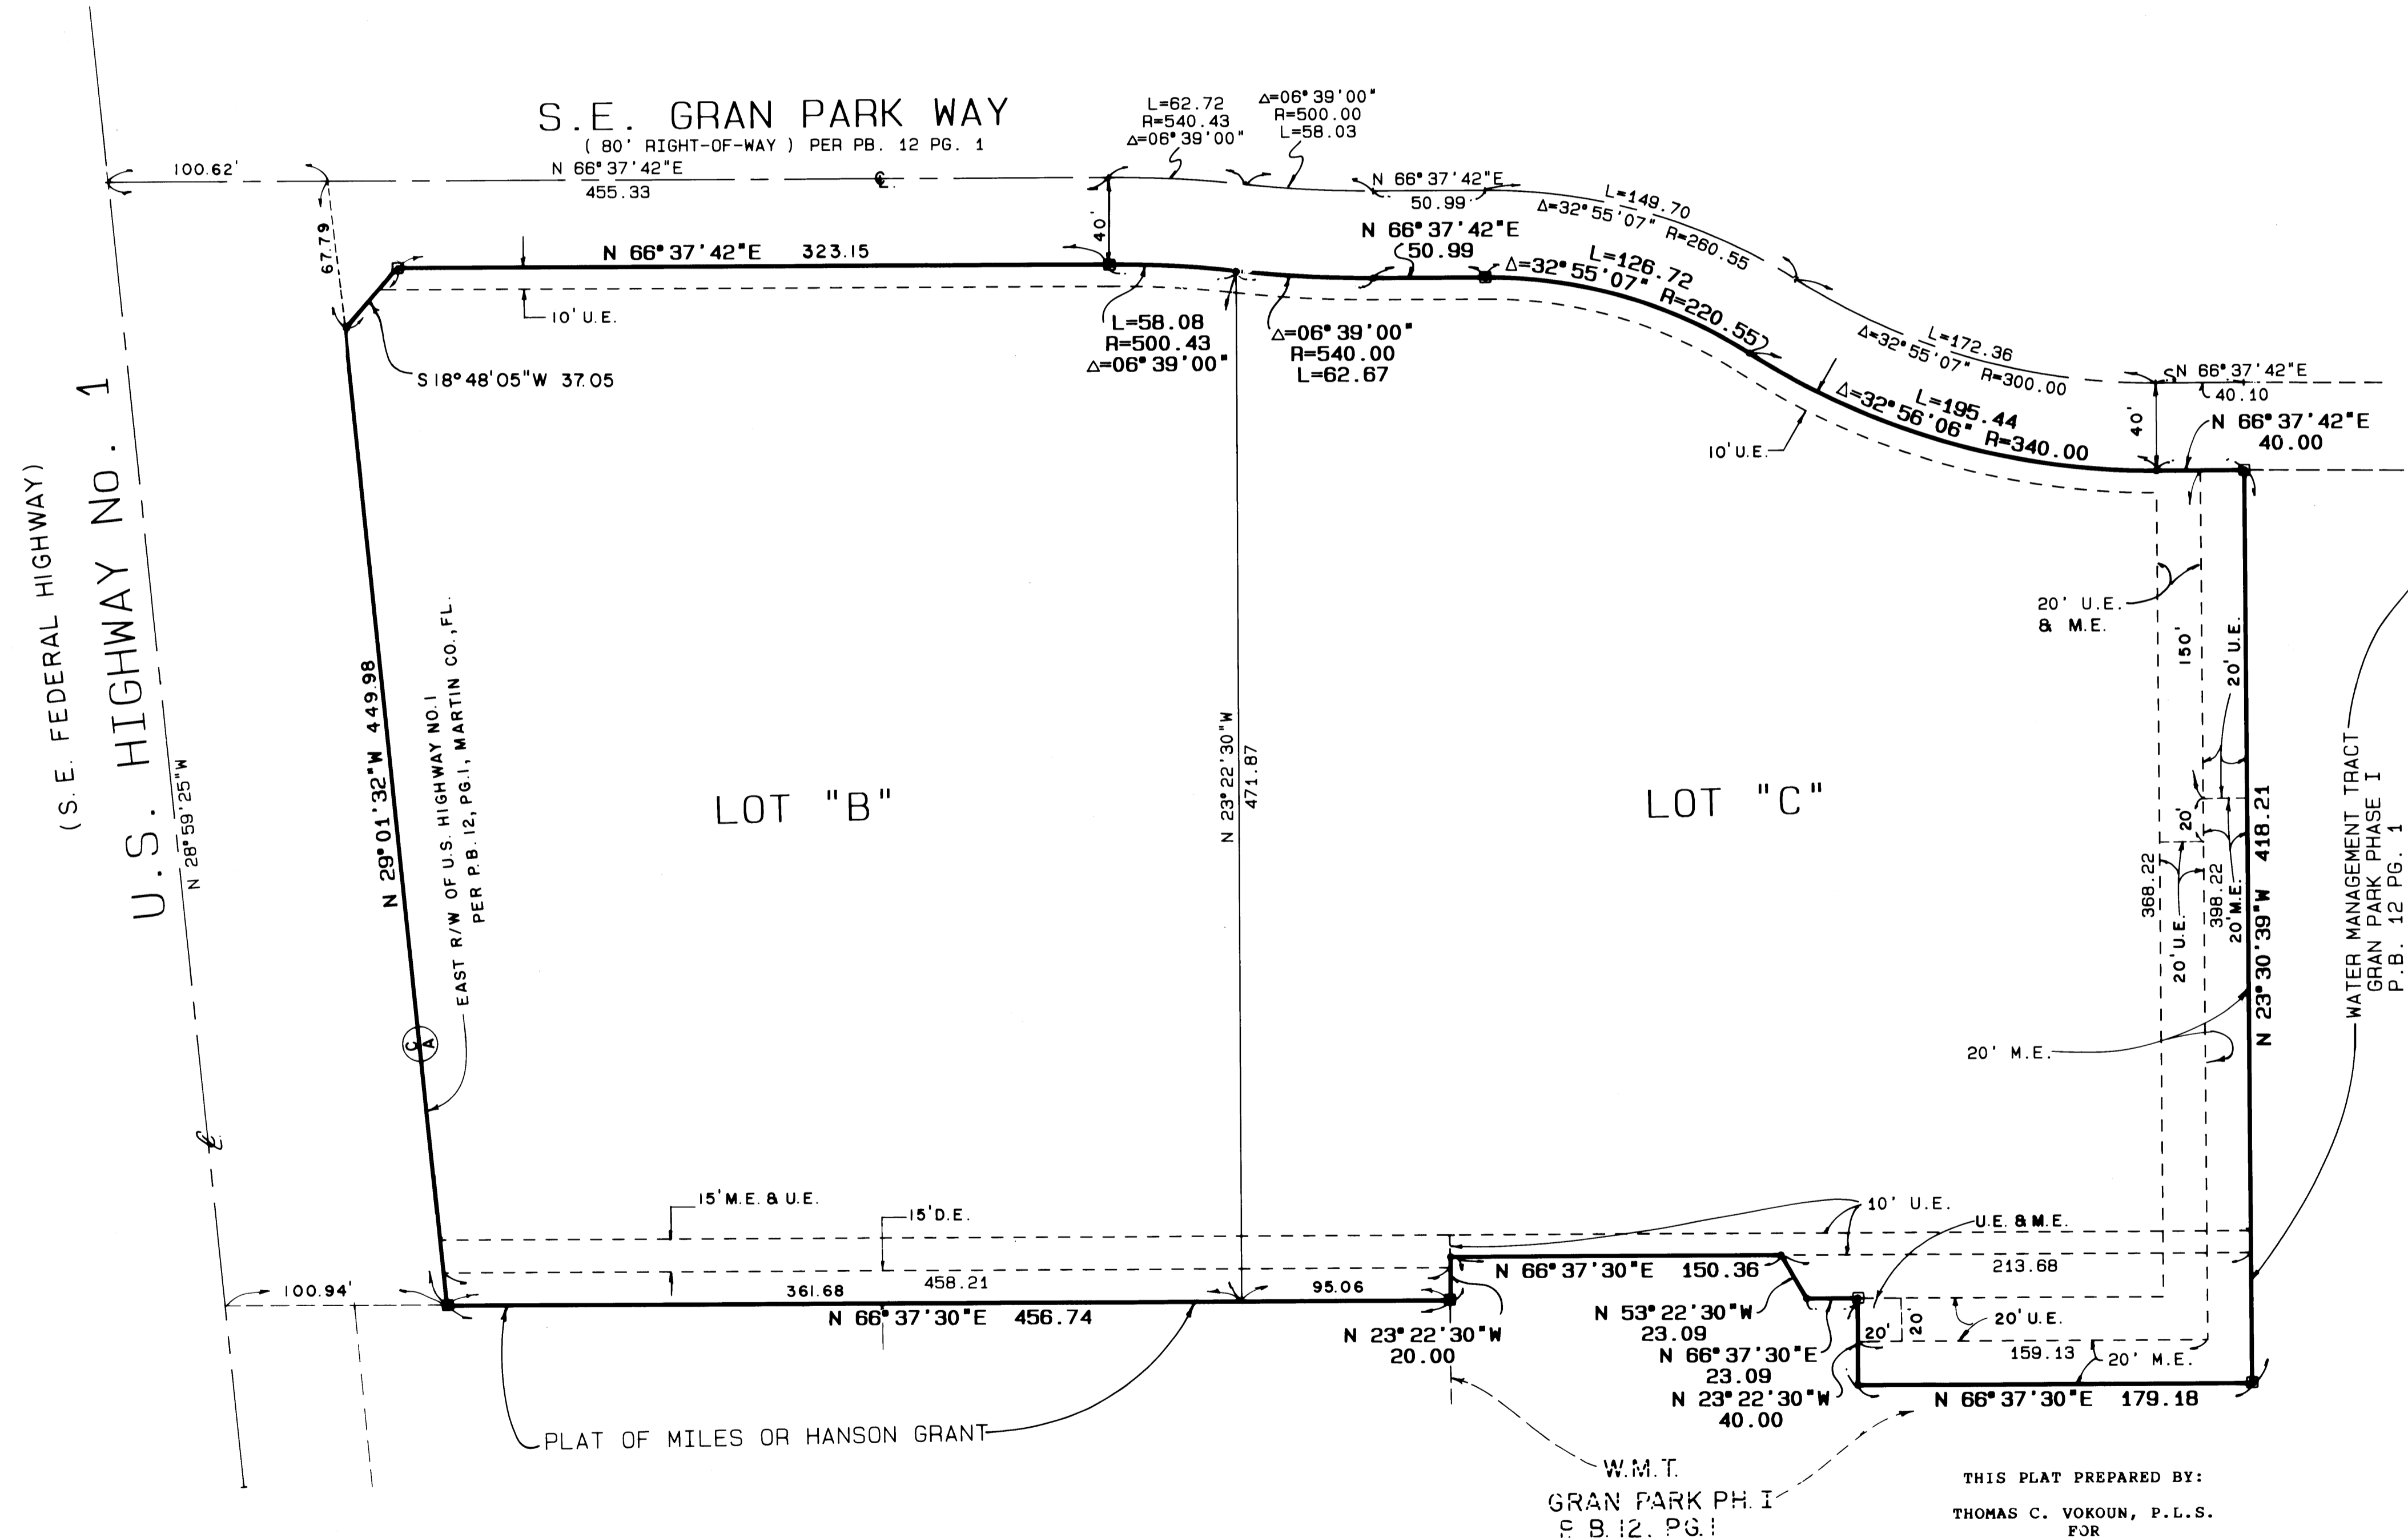 S.E. GRAN PARK WAY
( 80' RIGHT-OF-WAY ) PER PB. 12 PG. 1
100.62'
N 66°37'42"E
455.33
L=62.72
R=540.43
Δ=06°39'00"
Δ=06°39'00"
R=500.00
L=58.03
N 66°37'42"E
50.99
L=149.70
Δ=32°55'07" R=260.55
L=172.36
Δ=32°55'07" R=300.00
N 66°37'42"E
40.10
40'
67.79
N 66°37'42"E 323.15
40'
N 66°37'42"E
50.99
L=126.72
Δ=32°55'07" R=220.55
L=195.44
Δ=32°56'06" R=340.00
N 66°37'42"E
40.00
10' U.E.
L=58.08
R=500.43
Δ=06°39'00"
Δ=06°39'00"
R=540.00
L=62.67
S18°48'05"W 37.05
10' U.E.
(S.E. FEDERAL HIGHWAY)
U.S. HIGHWAY NO. 1
N 28°59'25"W
N 29°01'32"W 449.98
EAST R/W OF U.S. HIGHWAY NO.1
PER P.B. 12, PG.1, MARTIN CO.,FL.
C
A
LOT "B"
N 23°22'30"W
471.87
LOT "C"
20' U.E.
& M.E.
150'
20' U.E.
20'
368.22
398.22
20' U.E.
20' M.E.
N 23°30'39"W 418.21
20' M.E.
WATER MANAGEMENT TRACT
GRAN PARK PHASE I
P.B. 12 PG. 1
15' M.E. & U.E.
15' D.E.
10' U.E.
U.E. & M.E.
100.94'
361.68
458.21
95.06
N 66°37'30"E 456.74
N 66°37'30"E 150.36
213.68
N 23°22'30"W
20.00
N 53°22'30"W
23.09
N 66°37'30"E
23.09
N 23°22'30"W
40.00
20'
20'
20' U.E.
159.13
20' M.E.
N 66°37'30"E 179.18
PLAT OF MILES OR HANSON GRANT
W.M.T.
GRAN PARK PH. I
P. B. 12. PG. I
THIS PLAT PREPARED BY:
THOMAS C. VOKOUN, P.L.S.
FOR